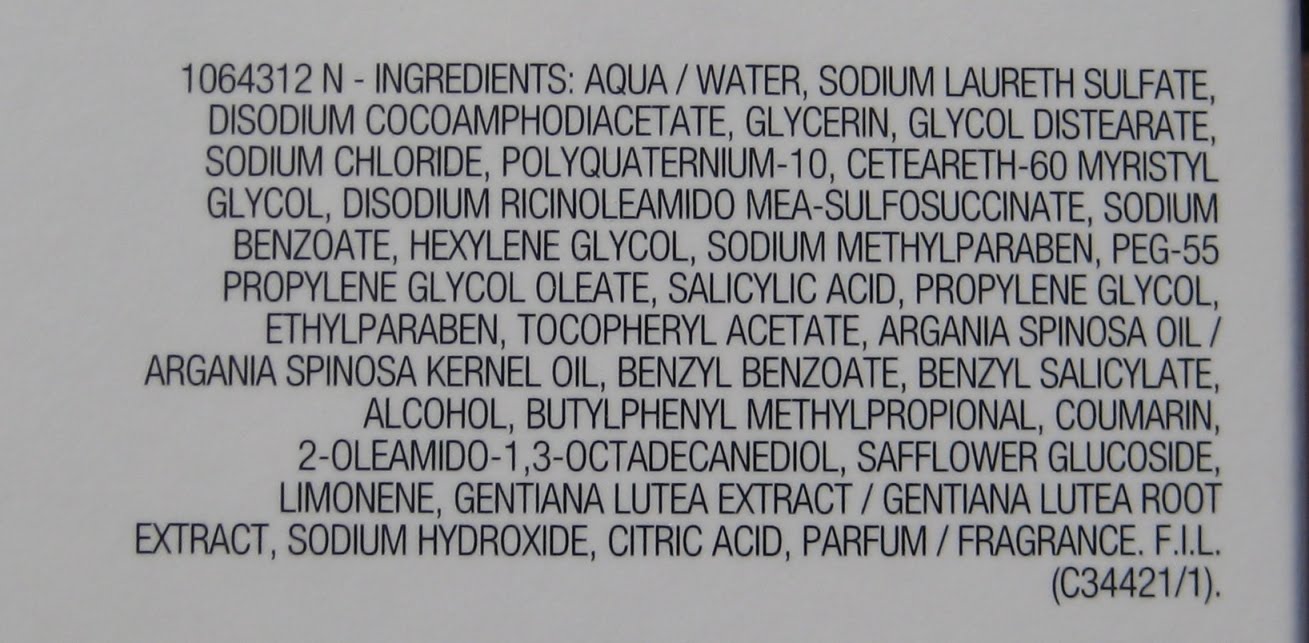 1064312 N - INGREDIENTS: AQUA / WATER, SODIUM LAURETH SULFATE,
DISODIUM COCOAMPHODIACETATE, GLYCERIN, GLYCOL DISTEARATE,
SODIUM CHLORIDE, POLYQUATERNIUM-10, CETEARETH-60 MYRISTYL
GLYCOL, DISODIUM RICINOLEAMIDO MEA-SULFOSUCCINATE, SODIUM
BENZOATE, HEXYLENE GLYCOL, SODIUM METHYLPARABEN, PEG-55
PROPYLENE GLYCOL OLEATE, SALICYLIC ACID, PROPYLENE GLYCOL,
ETHYLPARABEN, TOCOPHERYL ACETATE, ARGANIA SPINOSA OIL /
ARGANIA SPINOSA KERNEL OIL, BENZYL BENZOATE, BENZYL SALICYLATE,
ALCOHOL, BUTYLPHENYL METHYLPROPIONAL, COUMARIN,
2-OLEAMIDO-1,3-OCTADECANEDIOL, SAFFLOWER GLUCOSIDE,
LIMONENE, GENTIANA LUTEA EXTRACT / GENTIANA LUTEA ROOT
EXTRACT, SODIUM HYDROXIDE, CITRIC ACID, PARFUM / FRAGRANCE. F.I.L.
(C34421/1).